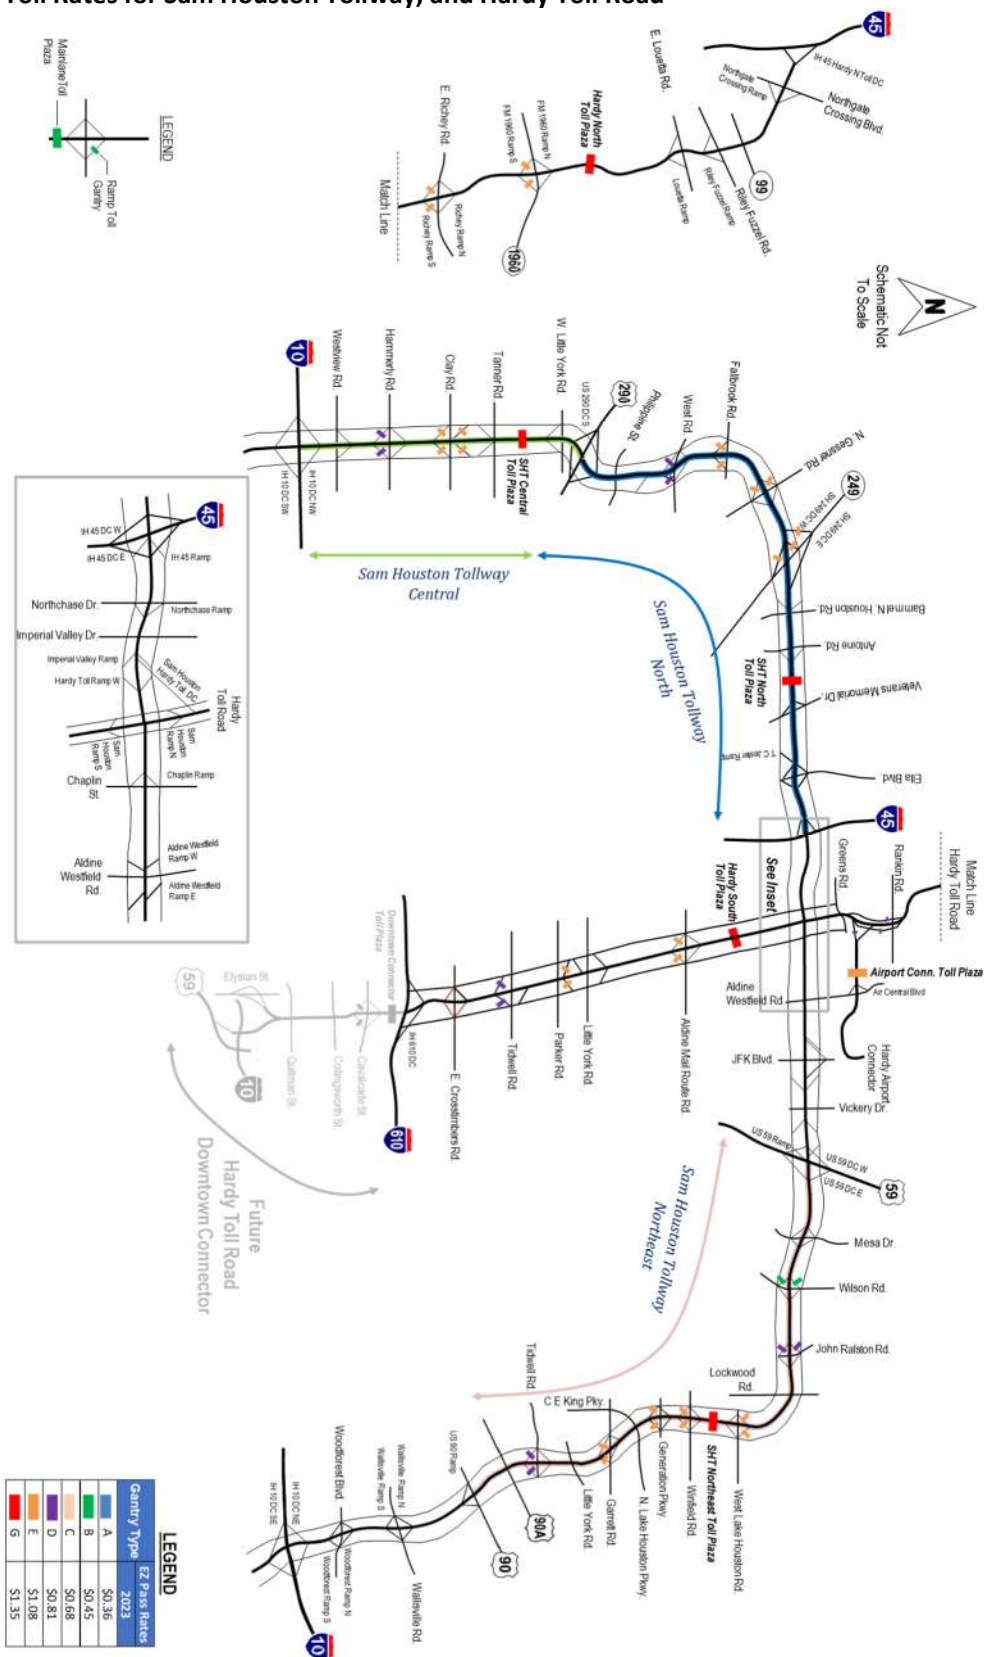 Toll Rates for Sam Houston Tollway, and Hardy Toll Road
45
IH 45 Hardy N Toll DC
Northgate
Crossing Ramp
Northgate
Crossing Blvd.
E. Louetta Rd.
99
Riley Fuzzel Rd.
Riley Fuzzel Ramp
Louetta Ramp
Hardy North
Toll Plaza
FM 1960 Ramp N
FM 1960 Ramp S
1960
E. Richey Rd.
Richey Ramp N
Richey Ramp S
Match Line
LEGEND
Mainlane Toll
Plaza
Ramp Toll
Gantry
N
Schematic Not
To Scale
10
IH 10 DC NW
IH 10 DC SW
Westview Rd.
Hammerly Rd.
Clay Rd.
Tanner Rd.
SHT Central
Toll Plaza
W. Little York Rd.
US 290 DC S
290
Philippine St.
West Rd.
Fallbrook Rd.
N. Gessner Rd.
249
SH 249 DC W
SH 249 DC E
Bammel N. Houston Rd.
Antoine Rd.
SHT North
Toll Plaza
Veterans Memorial Dr.
T.C. Jester Ramp
Ella Blvd.
Sam Houston Tollway
Central
Sam Houston Tollway
North
45
See Inset
Match Line
Hardy Toll Road
Rankin Rd.
Greens Rd.
Airport Conn. Toll Plaza
Air Central Blvd
Hardy Airport
Connector
Aldine
Westfield Rd.
JFK Blvd.
Vickery Dr.
Hardy South
Toll Plaza
Aldine Mail Route Rd.
Little York Rd.
Parker Rd.
Tidwell Rd.
E. Crosstimbers Rd.
IH 610 DC
610
Downtown Connector
Toll Plaza
Cavalcade St.
Collingsworth St.
Quitman St.
Elysian St.
59
10
Future
Hardy Toll Road
Downtown Connector
US 59 Ramp
US 59 DC W
US 59 DC E
59
Mesa Dr.
Wilson Rd.
John Ralston Rd.
Lockwood
Rd.
West Lake Houston Rd.
SHT Northeast Toll Plaza
Winfield Rd.
Generation Pkwy.
N. Lake Houston Pkwy.
C E King Pky.
Garrett Rd.
Little York Rd.
Tidwell Rd.
90A
US 90 Ramp
90
Wallisville Rd.
Wallisville Ramp N
Wallisville Ramp S
Woodforest Blvd.
Woodforest Ramp N
Woodforest Ramp S
IH 10 DC NE
IH 10 DC SE
10
Sam Houston Tollway
Northeast
45
IH 45 DC W
IH 45 DC E
IH 45 Ramp
Northchase Dr.
Northchase Ramp
Imperial Valley Dr
Imperial Valley Ramp
Hardy Toll Ramp W
Sam Houston
Hardy Toll DC
Hardy
Toll Road
Sam
Houston
Ramp N
Sam
Houston
Ramp S
Chaplin
St.
Chaplin Ramp
Aldine
Westfield
Rd.
Aldine Westfield
Ramp W
Aldine Westfield
Ramp E
LEGEND
Gantry Type EZ Pass Rates
2023
A $0.36
B $0.45
C $0.68
D $0.81
E $1.08
G $1.35